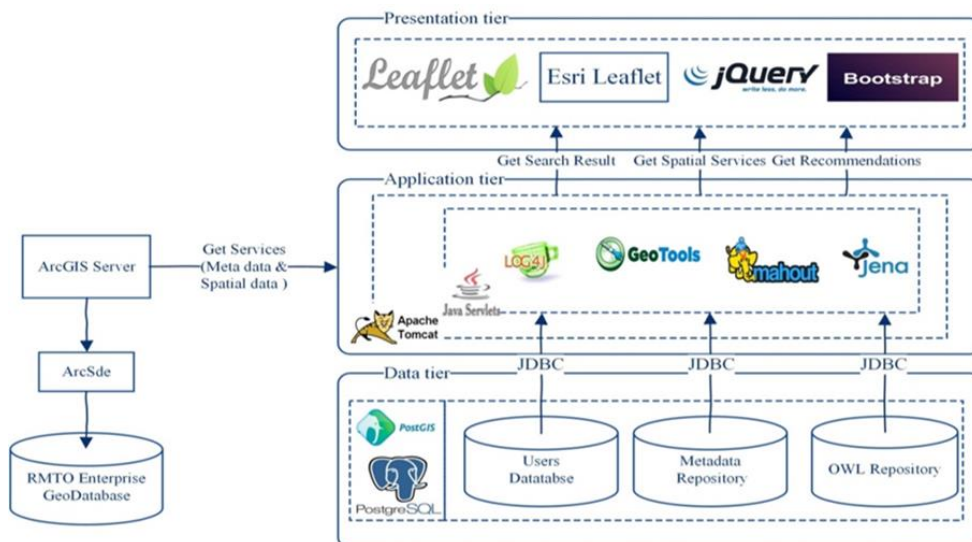 Presentation tier
Leaflet
Esri Leaflet
jQuery
write less, do more.
Bootstrap
Get Search Result
Get Spatial Services
Get Recommendations
Application tier
ArcGIS Server
Get Services
(Meta data &
Spatial data )
LOG4J
GeoTools
mahout
Jena
Java Servlets
Apache
Tomcat
ArcSde
JDBC
JDBC
JDBC
Data tier
PostGIS
PostgreSQL
Users
Datatabse
Metadata
Repository
OWL Repository
RMTO Enterprise
GeoDatabase